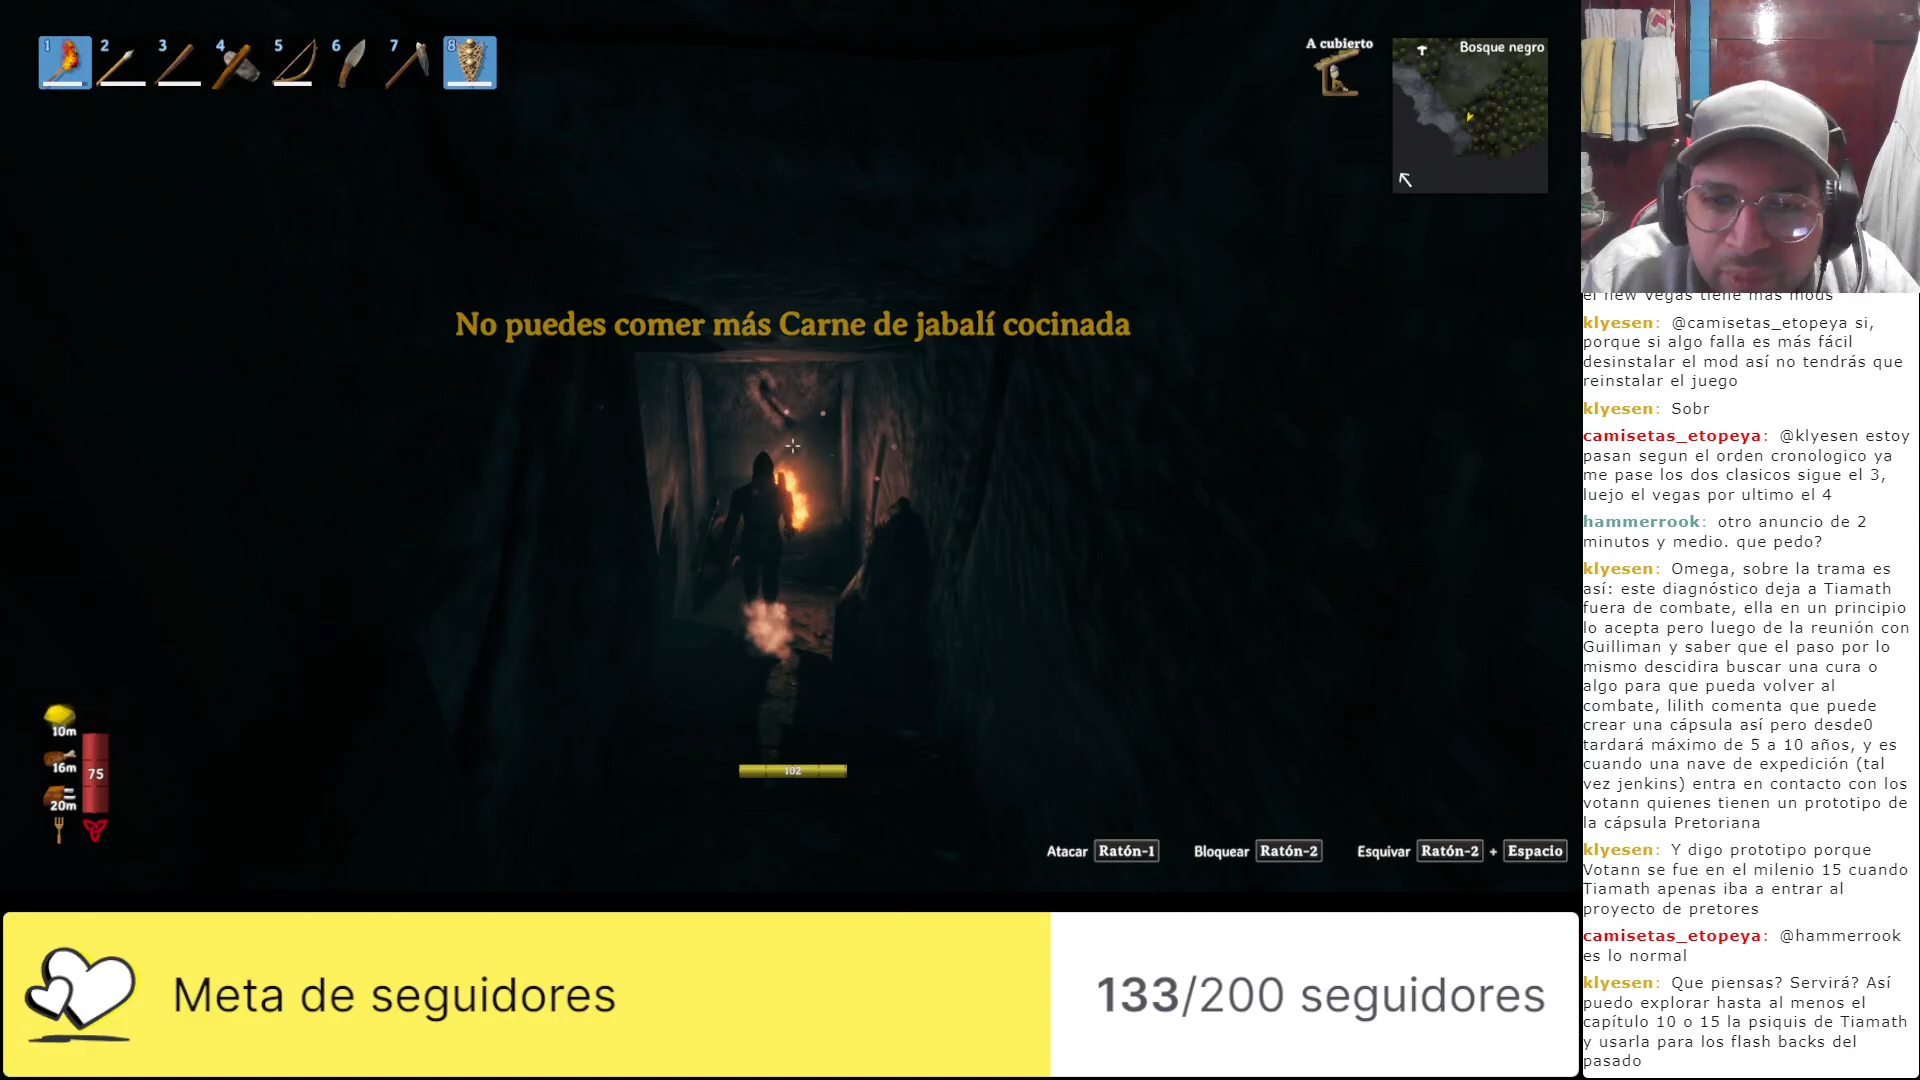 1 2 3 4 5 6 7 8
A cubierto
Bosque negro
No puedes comer más Carne de jabalí cocinada
10m
16m
75
20m
102
Atacar Ratón-1 Bloquear Ratón-2 Esquivar Ratón-2 + Espacio
Meta de seguidores
133/200 seguidores
el new vegas tiene mas mods
klyesen: @camisetas_etopeya si,
porque si algo falla es más fácil
desinstalar el mod así no tendrás que
reinstalar el juego
klyesen: Sobr
camisetas_etopeya: @klyesen estoy
pasan segun el orden cronologico ya
me pase los dos clasicos sigue el 3,
luejo el vegas por ultimo el 4
hammerrook: otro anuncio de 2
minutos y medio. que pedo?
klyesen: Omega, sobre la trama es
así: este diagnóstico deja a Tiamath
fuera de combate, ella en un principio
lo acepta pero luego de la reunión con
Guilliman y saber que el paso por lo
mismo descidira buscar una cura o
algo para que pueda volver al
combate, lilith comenta que puede
crear una cápsula así pero desde0
tardará máximo de 5 a 10 años, y es
cuando una nave de expedición (tal
vez jenkins) entra en contacto con los
votann quienes tienen un prototipo de
la cápsula Pretoriana
klyesen: Y digo prototipo porque
Votann se fue en el milenio 15 cuando
Tiamath apenas iba a entrar al
proyecto de pretores
camisetas_etopeya: @hammerrook
es lo normal
klyesen: Que piensas? Servirá? Así
puedo explorar hasta al menos el
capítulo 10 o 15 la psiquis de Tiamath
y usarla para los flash backs del
pasado